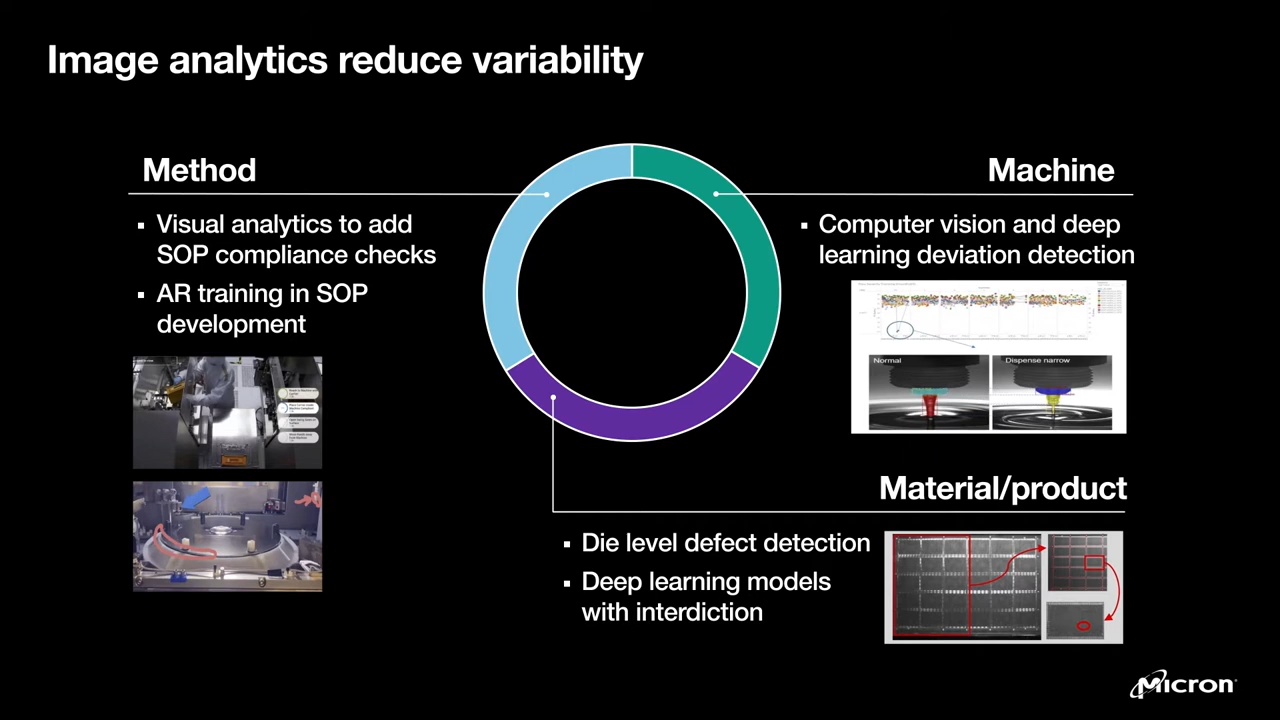 Image analytics reduce variability
Method
▪ Visual analytics to add
SOP compliance checks
▪ AR training in SOP
development
Machine
▪ Computer vision and deep
learning deviation detection
Normal
Dispense narrow
Material/product
▪ Die level defect detection
▪ Deep learning models
with interdiction
Micron